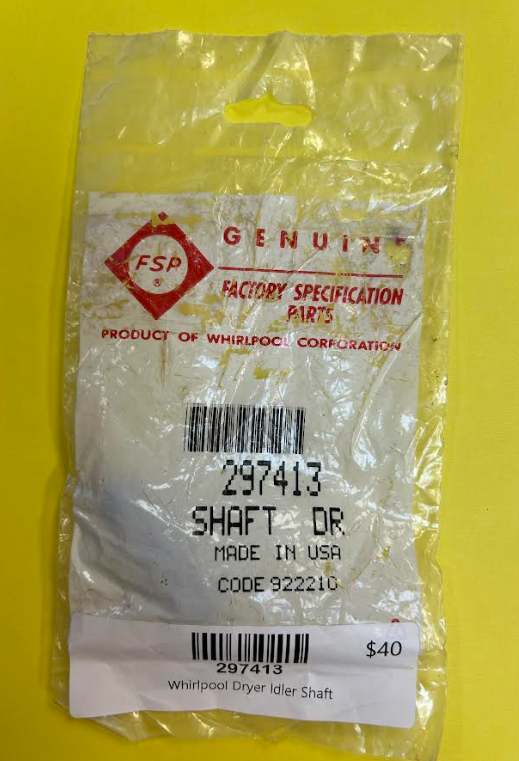 GENUINE
FSP
®
FACTORY SPECIFICATION
PARTS
PRODUCT OF WHIRLPOOL CORPORATION
297413
SHAFT DR
MADE IN USA
CODE 922210
$40
297413
Whirlpool Dryer Idler Shaft